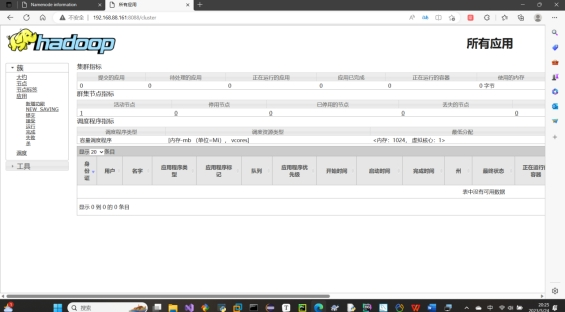 Namenode information
所有应用
不安全 | 192.168.88.161:8088/cluster
hadoop
所有应用
族
大约
节点
节点标签
应用
新建功能
NEW_SAVING
提交
接受
运行
完成
失败
杀
调度
工具
集群指标
提交的应用 待处理的应用 正在运行的应用 应用已完成 正在运行的容器 使用的内存
0 0 0 0 0 0 字节
群集节点指标
活动节点 停用节点 已停用的节点 丢失的节点
1 0 0 0
调度程序指标
调度程序类型 调度资源类型 最低分配
容量调度程序 [内存-mb （单位=Mi），vcores] <内存：1024，虚拟核心：1>
显示 20 条目
身份证 用户 名字 应用程序类型 应用程序标记 队列 应用程序优先级 开始时间 启动时间 完成时间 州 最终状态 正在运行的容器
表中没有可用数据
显示 0 到 0 的 0 条目
搜索
中
20:25
2023/5/24